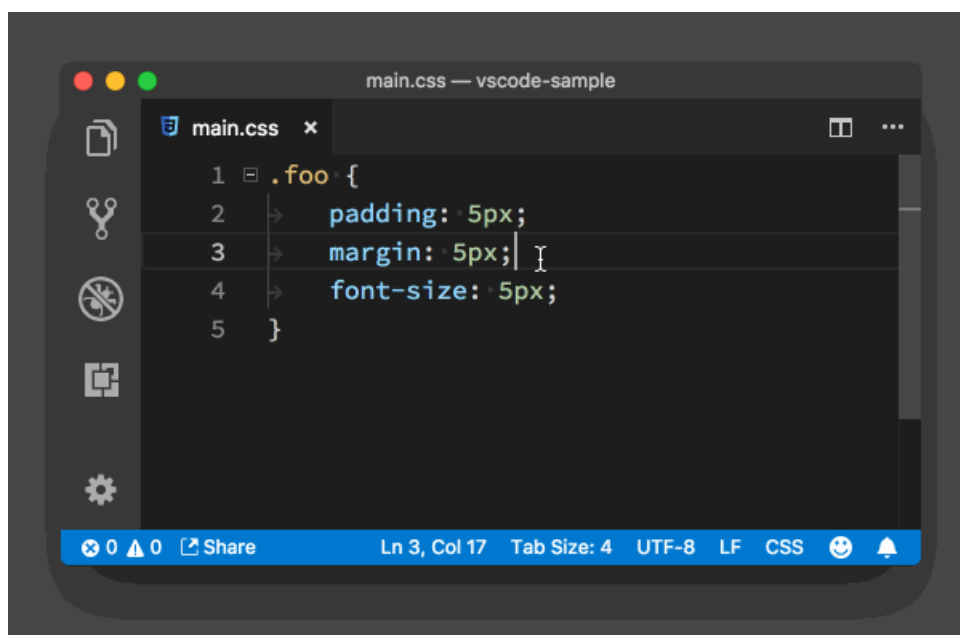 main.css — vscode-sample
main.css
1 .foo {
2 padding: 5px;
3 margin: 5px;
4 font-size: 5px;
5 }
0 0 Share Ln 3, Col 17 Tab Size: 4 UTF-8 LF CSS